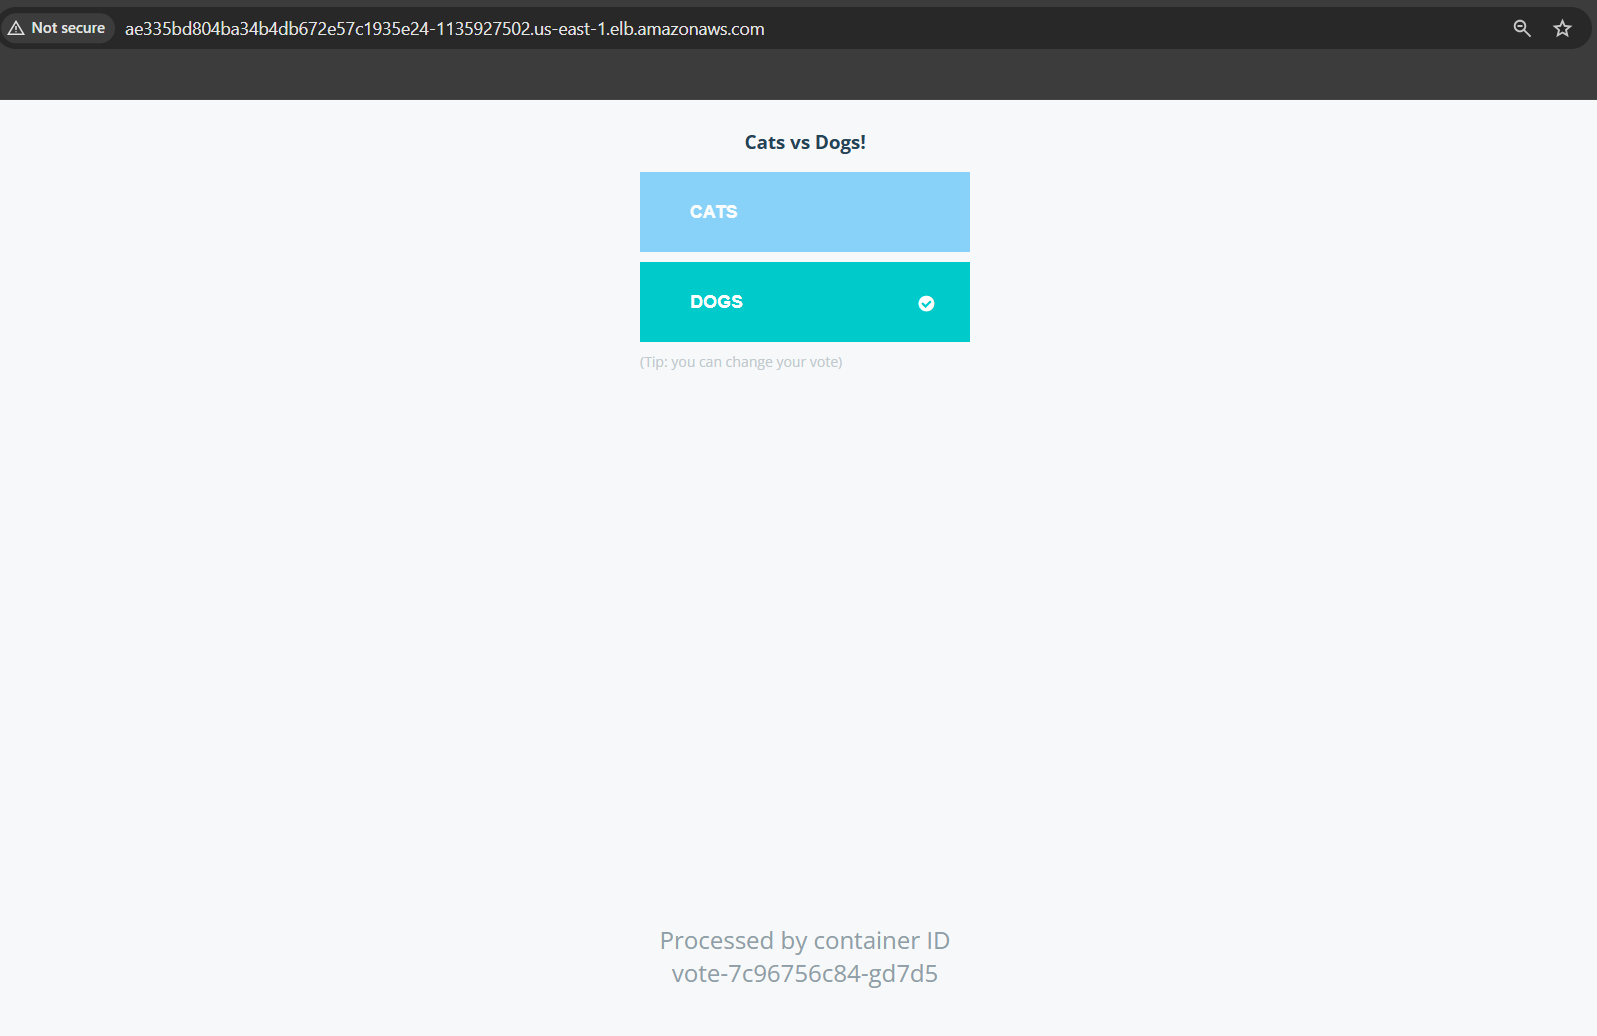 Not secure
ae335bd804ba34b4db672e57c1935e24-1135927502.us-east-1.elb.amazonaws.com
Cats vs Dogs!
CATS
DOGS
(Tip: you can change your vote)
Processed by container ID
vote-7c96756c84-gd7d5